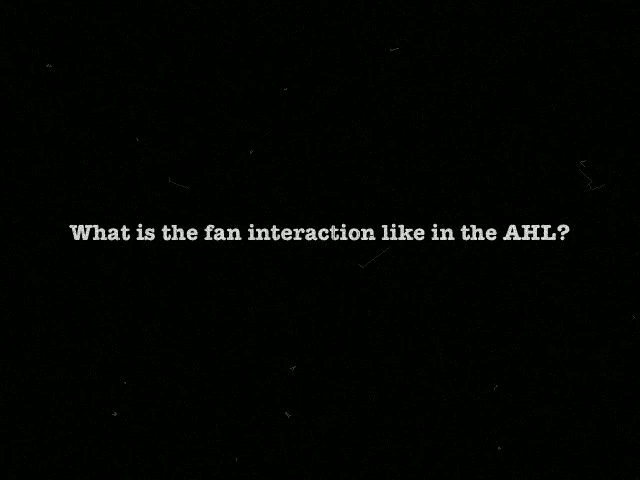 What is the fan interaction like in the AHL?